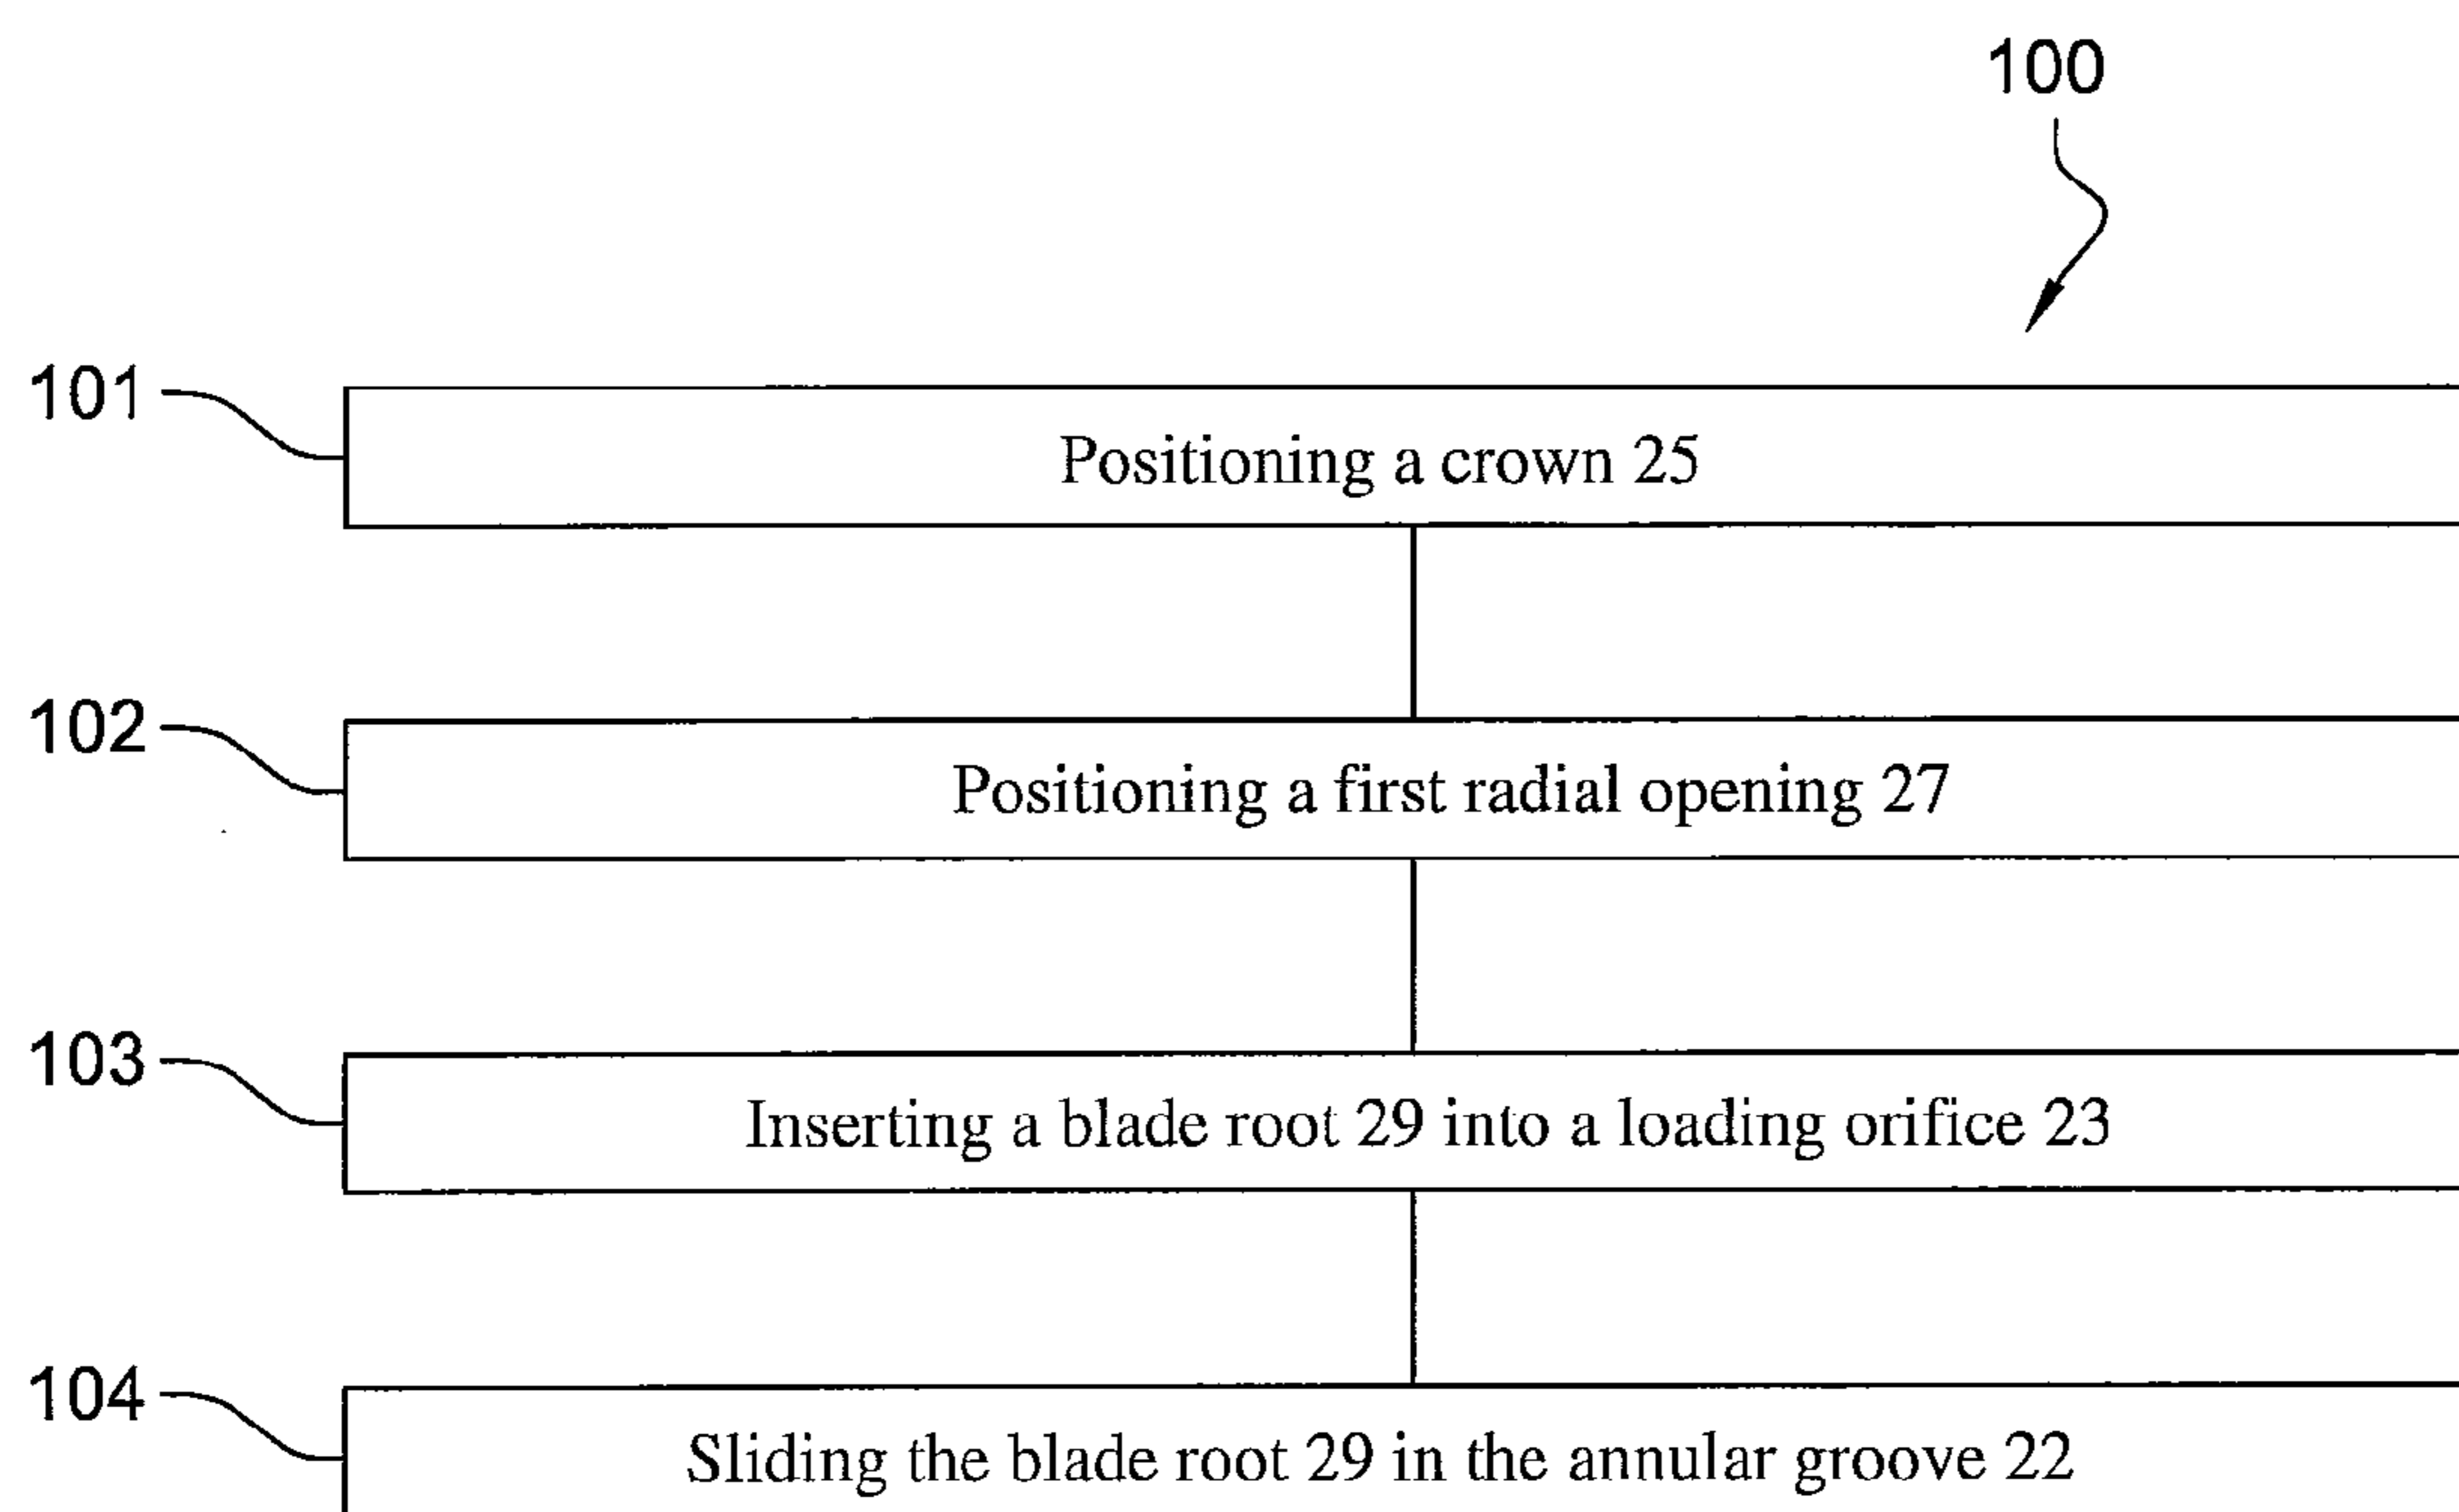 100
101
Positioning a crown 25
102
Positioning a first radial opening 27
103
Inserting a blade root 29 into a loading orifice 23
104
Sliding the blade root 29 in the annular groove 22